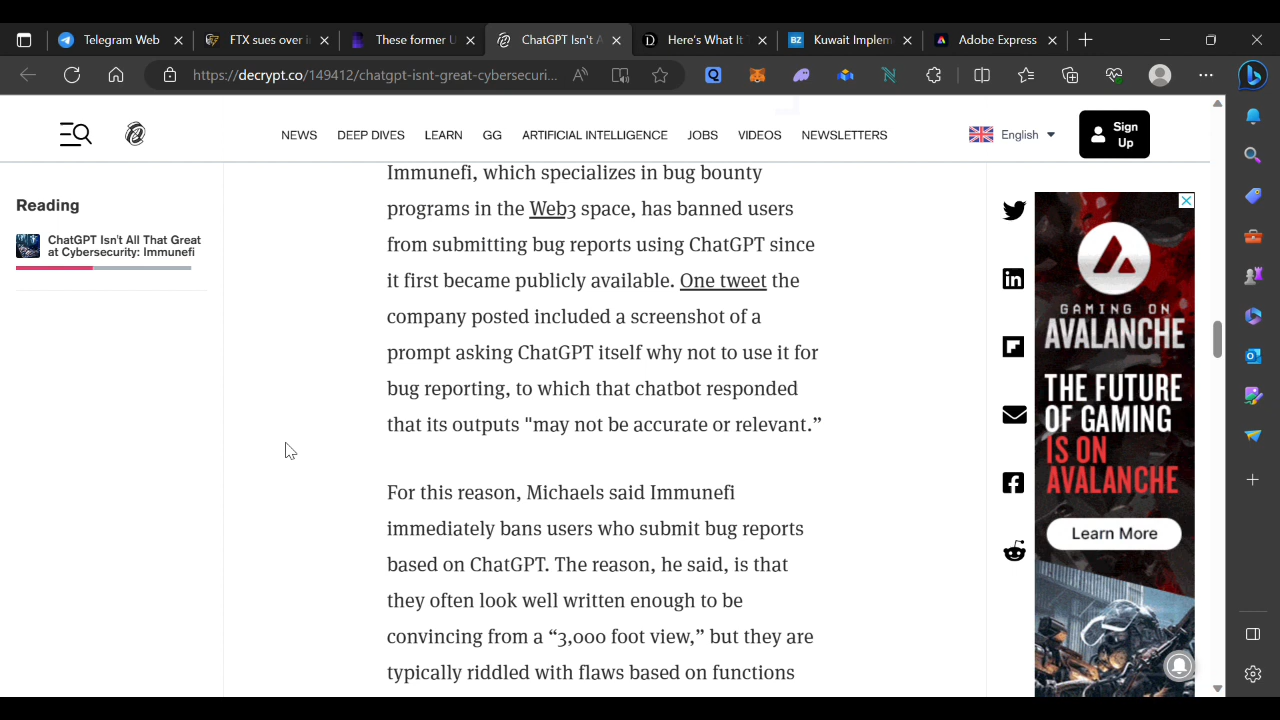 Telegram Web
FTX sues over i
These former U
ChatGPT Isn't A
Here's What It
BZ
Kuwait Implem
Adobe Express
https://decrypt.co/149412/chatgpt-isnt-great-cybersecuri...
NEWS
DEEP DIVES
LEARN
GG
ARTIFICIAL INTELLIGENCE
JOBS
VIDEOS
NEWSLETTERS
English
Sign
Up
Reading
ChatGPT Isn't All That Great
at Cybersecurity: Immunefi
Immunefi, which specializes in bug bounty
programs in the Web3 space, has banned users
from submitting bug reports using ChatGPT since
it first became publicly available. One tweet the
company posted included a screenshot of a
prompt asking ChatGPT itself why not to use it for
bug reporting, to which that chatbot responded
that its outputs "may not be accurate or relevant.”
For this reason, Michaels said Immunefi
immediately bans users who submit bug reports
based on ChatGPT. The reason, he said, is that
they often look well written enough to be
convincing from a “3,000 foot view,” but they are
typically riddled with flaws based on functions
GAMING ON
AVALANCHE
THE FUTURE
OF GAMING
IS ON
AVALANCHE
Learn More